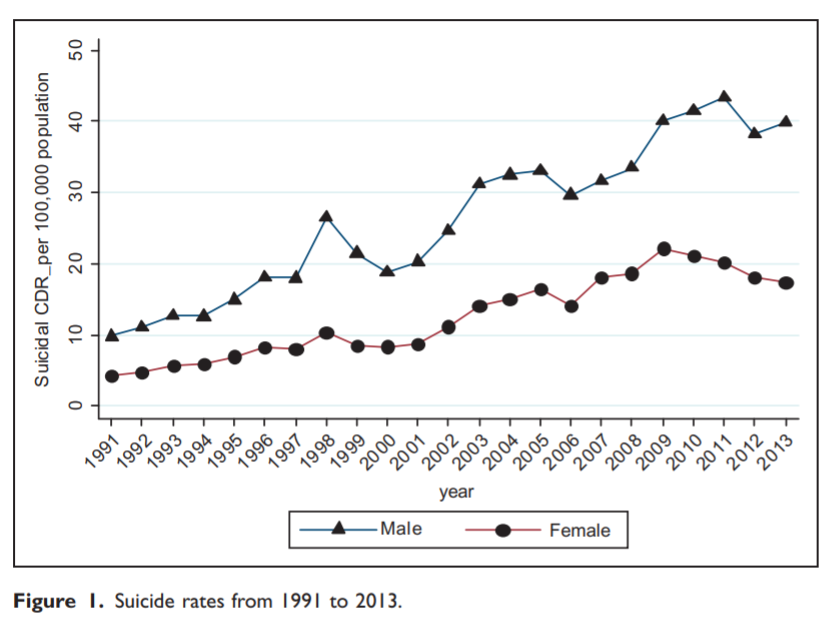 50
40
30
20
10
0
Suicidal CDR_per 100,000 population
1991 1992 1993 1994 1995 1996 1997 1998 1999 2000 2001 2002 2003 2004 2005 2006 2007 2008 2009 2010 2011 2012 2013
year
Male Female
Figure 1. Suicide rates from 1991 to 2013.